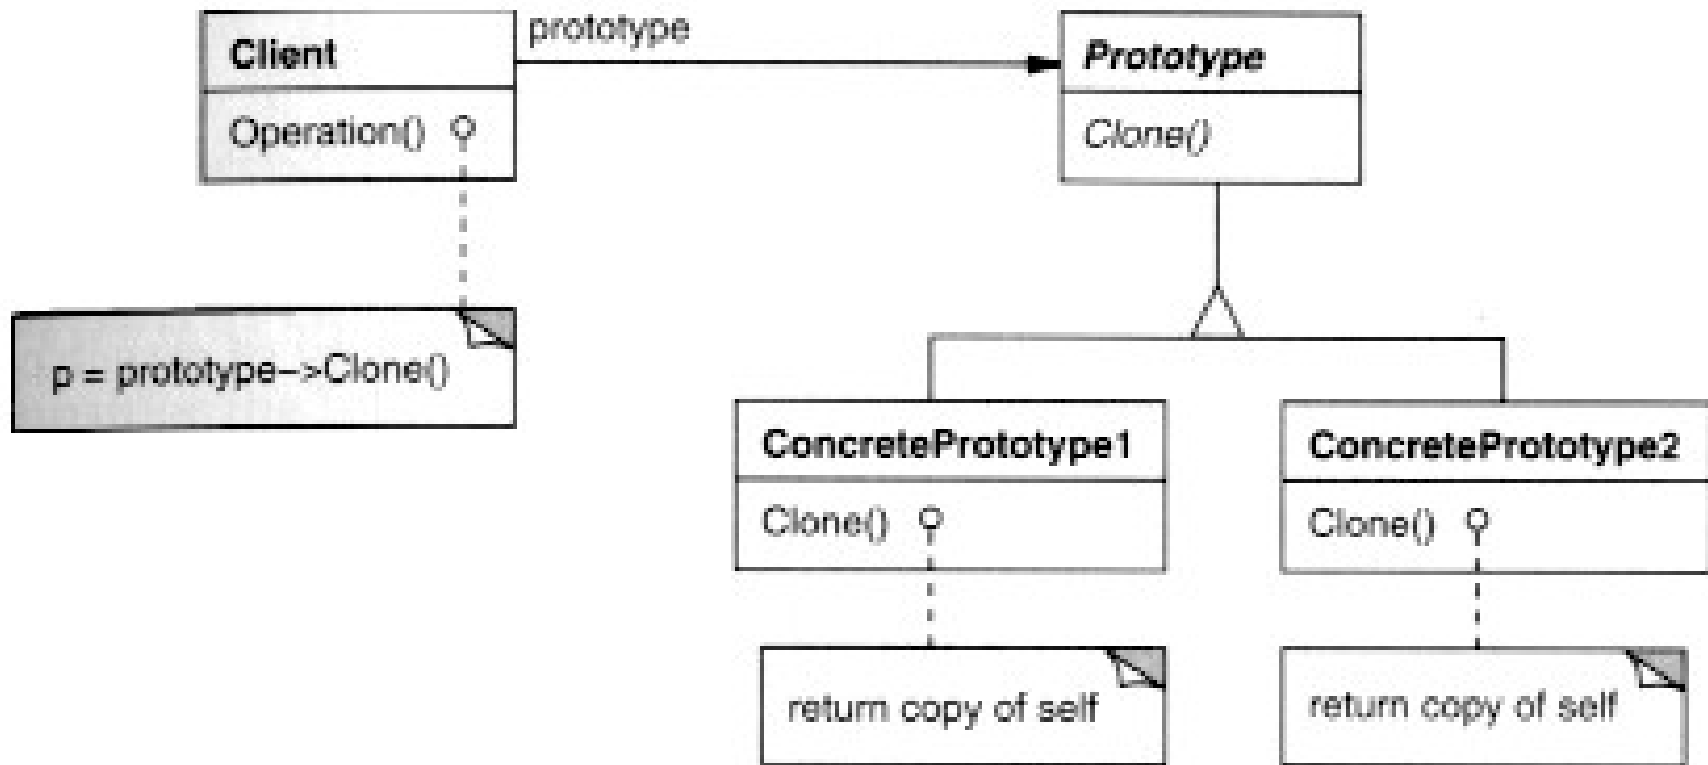 Client
prototype
Prototype
Operation()
Clone()
p = prototype->Clone()
ConcretePrototype1
ConcretePrototype2
Clone()
Clone()
return copy of self
return copy of self